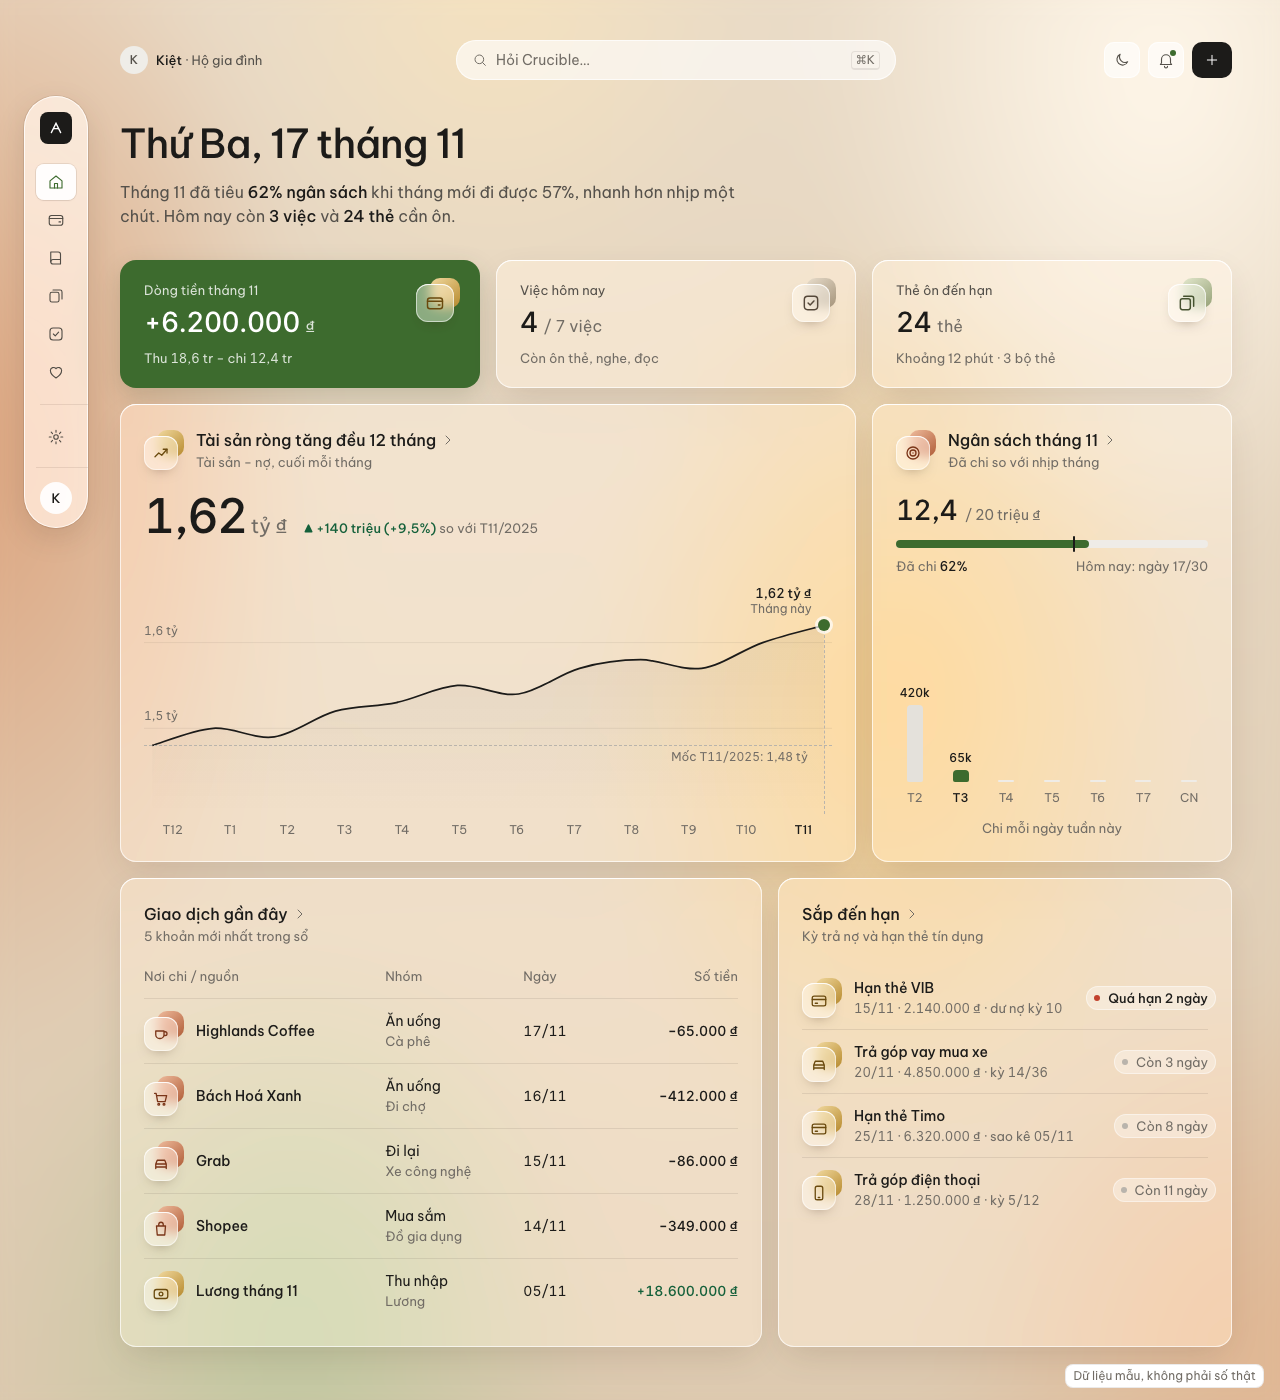 K
Kiệt · Hộ gia đình
Hỏi Crucible...
⌘K
Thứ Ba, 17 tháng 11
Tháng 11 đã tiêu 62% ngân sách khi tháng mới đi được 57%, nhanh hơn nhịp một
chút. Hôm nay còn 3 việc và 24 thẻ cần ôn.
Dòng tiền tháng 11
+6.200.000 ₫
Thu 18,6 tr − chi 12,4 tr
Việc hôm nay
4 / 7 việc
Còn ôn thẻ, nghe, đọc
Thẻ ôn đến hạn
24 thẻ
Khoảng 12 phút · 3 bộ thẻ
K
Tài sản ròng tăng đều 12 tháng
Tài sản − nợ, cuối mỗi tháng
1,62 tỷ ₫
▲ +140 triệu (+9,5%) so với T11/2025
1,62 tỷ ₫
Tháng này
1,6 tỷ
1,5 tỷ
Mốc T11/2025: 1,48 tỷ
T12 T1 T2 T3 T4 T5 T6 T7 T8 T9 T10 T11
Ngân sách tháng 11
Đã chi so với nhịp tháng
12,4 / 20 triệu ₫
Đã chi 62%
Hôm nay: ngày 17/30
420k
65k
T2 T3 T4 T5 T6 T7 CN
Chi mỗi ngày tuần này
Giao dịch gần đây
5 khoản mới nhất trong sổ
Nơi chi / nguồn Nhóm Ngày Số tiền
Highlands Coffee Ăn uống 17/11 −65.000 ₫
Cà phê
Bách Hoá Xanh Ăn uống 16/11 −412.000 ₫
Đi chợ
Grab Đi lại 15/11 −86.000 ₫
Xe công nghệ
Shopee Mua sắm 14/11 −349.000 ₫
Đồ gia dụng
Lương tháng 11 Thu nhập 05/11 +18.600.000 ₫
Lương
Sắp đến hạn
Kỳ trả nợ và hạn thẻ tín dụng
Hạn thẻ VIB
15/11 · 2.140.000 ₫ · dư nợ kỳ 10
Quá hạn 2 ngày
Trả góp vay mua xe
20/11 · 4.850.000 ₫ · kỳ 14/36
Còn 3 ngày
Hạn thẻ Timo
25/11 · 6.320.000 ₫ · sao kê 05/11
Còn 8 ngày
Trả góp điện thoại
28/11 · 1.250.000 ₫ · kỳ 5/12
Còn 11 ngày
Dữ liệu mẫu, không phải số thật